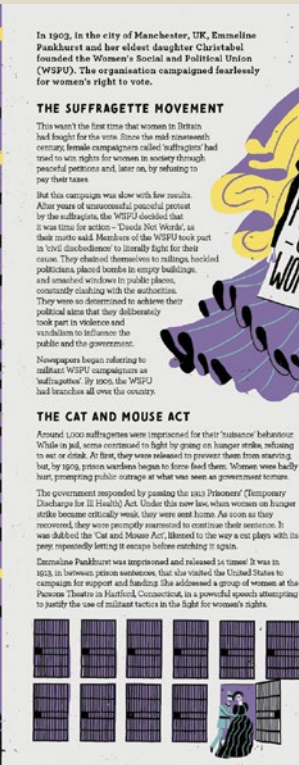 In 1903, in the city of Manchester, UK, Emmeline
Pankhurst and her eldest daughter Christabel
founded the Women's Social and Political Union
(WSPU). The organisation campaigned fearlessly
for women's right to vote.
THE SUFFRAGETTE MOVEMENT
This wasn't the first time that women in Britain
had fought for the vote. Since the mid-nineteenth
century, female campaigners called 'suffragists' had
tried to win rights for women in society through
peaceful petitions and, later on, by refusing to
pay their taxes.
But this campaign was slow with few results.
After years of unsuccessful peaceful protest
by the suffragists, the WSPU decided that
it was time for action – 'Deeds Not Words', as
their motto said. Members of the WSPU took part
in 'civil disobedience' to literally fight for their
cause. They chained themselves to railings, heckled
politicians, placed bombs in empty buildings,
and smashed windows in public places,
constantly clashing with the authorities.
They were so determined to achieve their
political aims that they deliberately
took part in violence and
vandalism to influence the
public and the government.
Newspapers began referring to
militant WSPU campaigners as
'suffragettes'. By 1909, the WSPU
had branches all over the country.
THE CAT AND MOUSE ACT
Around 1,000 suffragettes were imprisoned for their 'nuisance' behaviour.
While in jail, some continued to fight by going on hunger strike, refusing
to eat or drink. At first, they were released to prevent them from starving,
but, by 1909, prison wardens began to force-feed them. Women were badly
hurt, prompting public outrage at what was seen as government torture.
The government responded by passing the 1913 Prisoners' (Temporary
Discharge for Ill Health) Act. Under this new law, when women on hunger
strike became critically weak, they were sent home. As soon as they
recovered, they were promptly rearrested to continue their sentence. It
was dubbed the 'Cat and Mouse Act', likened to the way a cat plays with its
prey, repeatedly letting it escape before catching it again.
Emmeline Pankhurst was imprisoned and released 14 times! It was in
1913, in between prison sentences, that she visited the United States to
campaign for support and funding. She addressed a group of women at the
Parsons Theatre in Hartford, Connecticut, in a powerful speech attempting
to justify the use of militant tactics in the fight for women's rights.